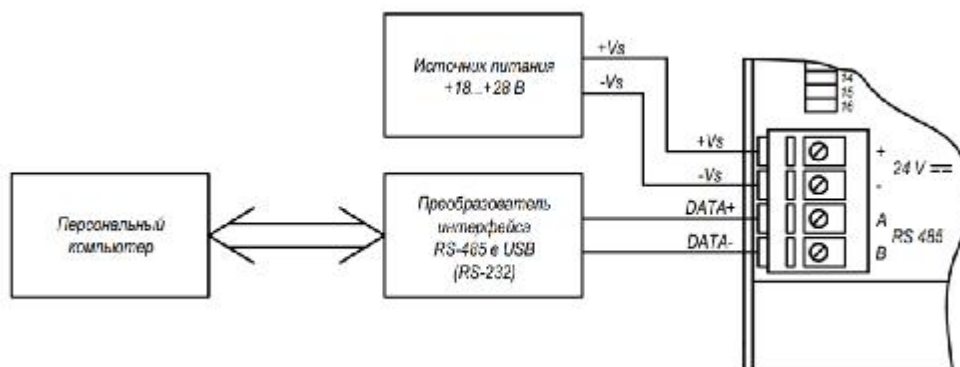 Источник питания
+18...+28 В
+Vs
-Vs
14
15
16
+Vs
-Vs
DATA+
DATA-
+
24 V
-
A
RS 485
B
Персональный
компьютер
Преобразователь
интерфейса
RS-485 в USB
(RS-232)